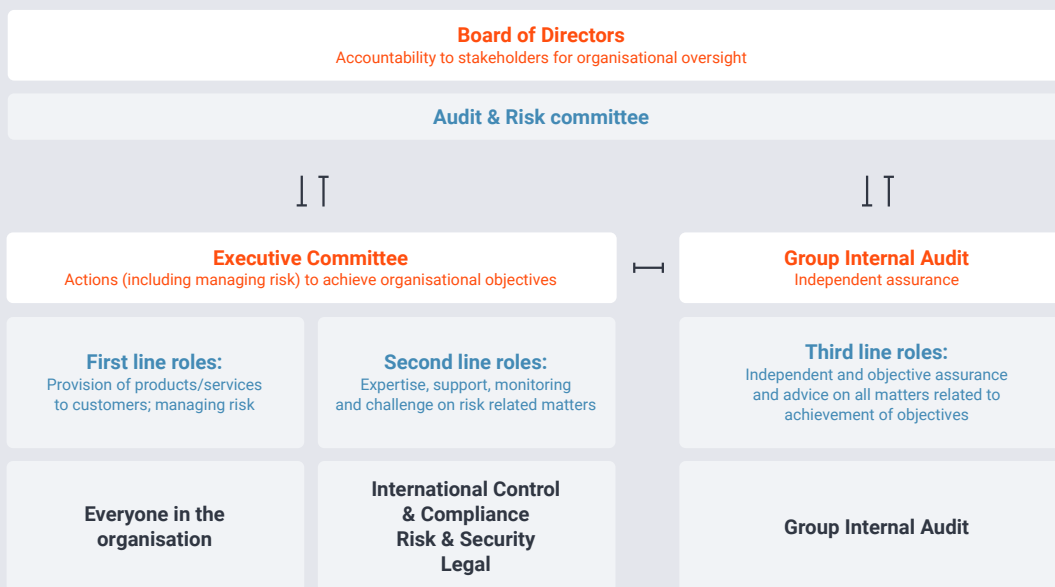 Board of Directors
Accountability to stakeholders for organisational oversight
Audit & Risk committee
Executive Committee
Actions (including managing risk) to achieve organisational objectives
Group Internal Audit
Independent assurance
First line roles:
Provision of products/services
to customers; managing risk
Second line roles:
Expertise, support, monitoring
and challenge on risk related matters
Third line roles:
Independent and objective assurance
and advice on all matters related to
achievement of objectives
Everyone in the
organisation
International Control
& Compliance
Risk & Security
Legal
Group Internal Audit